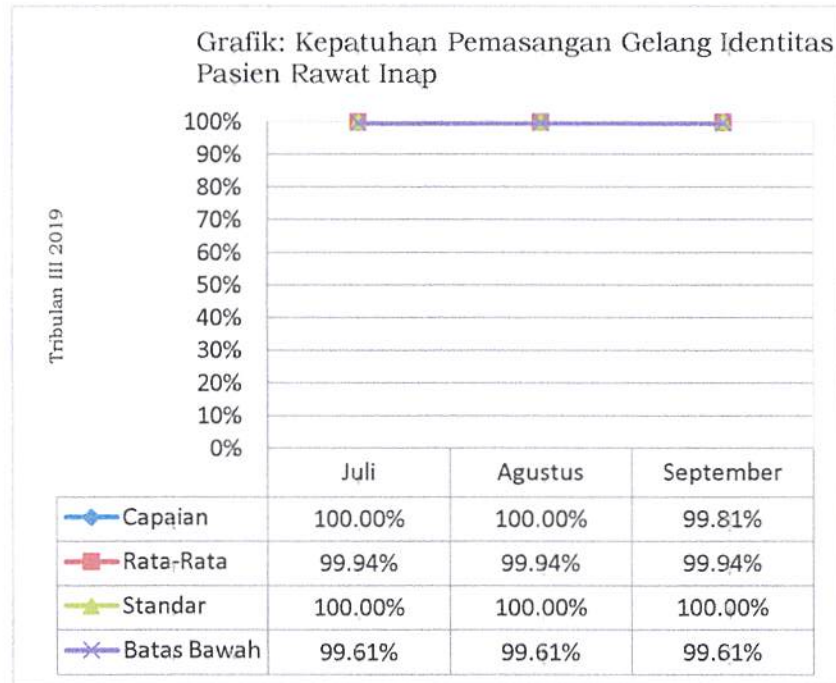 Grafik: Kepatuhan Pemasangan Gelang Identitas
Pasien Rawat Inap
Tribulan III 2019
100%
90%
80%
70%
60%
50%
40%
30%
20%
10%
0%
Juli Agustus September
Capaian 100.00% 100.00% 99.81%
Rata-Rata 99.94% 99.94% 99.94%
Standar 100.00% 100.00% 100.00%
Batas Bawah 99.61% 99.61% 99.61%